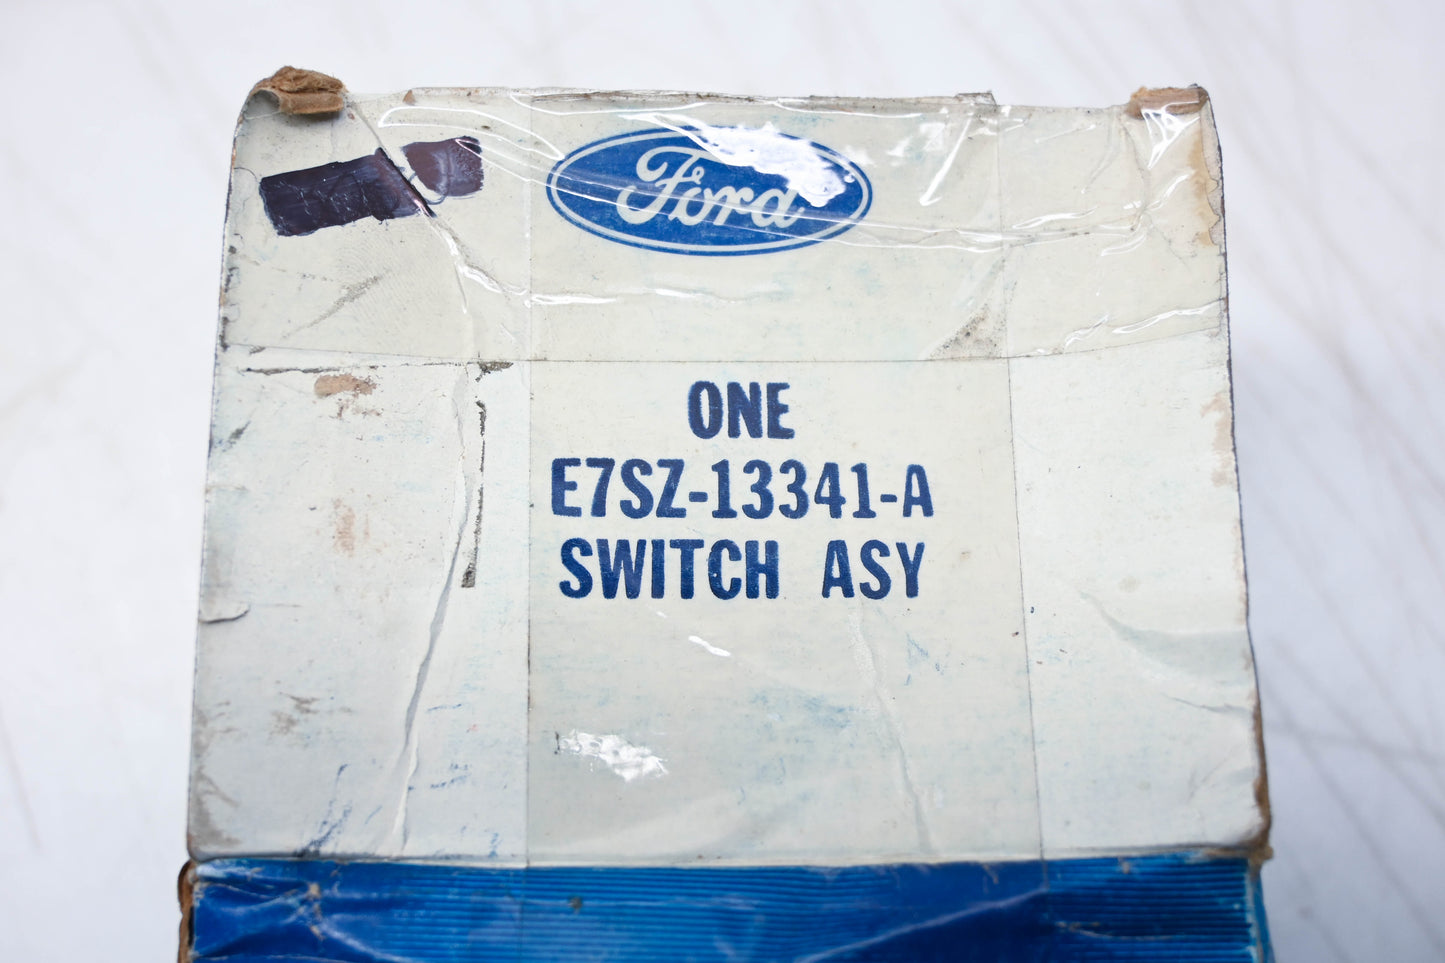 Ford
ONE
E7SZ-13341-A
SWITCH ASY